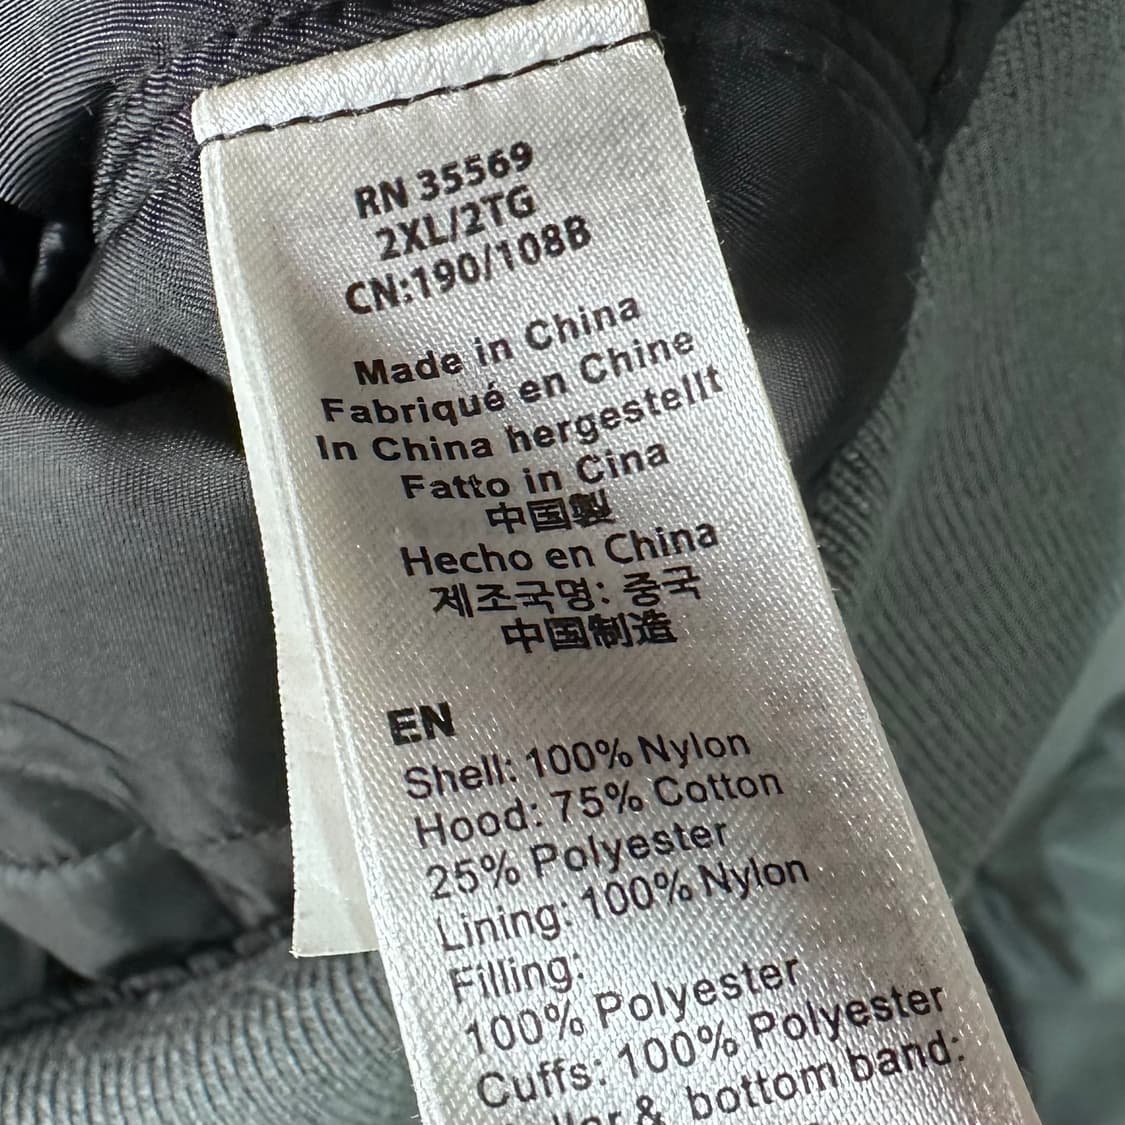 RN 35569
2XL/2TG
CN:190/108B
Made in China
Fabriqué en Chine
In China hergestellt
Fatto in Cina
中国製
Hecho en China
제조국명: 중국
中国制造
EN
Shell: 100% Nylon
Hood: 75% Cotton
25% Polyester
Lining: 100% Nylon
Filling:
100% Polyester
Cuffs: 100% Polyester
& bottom band: